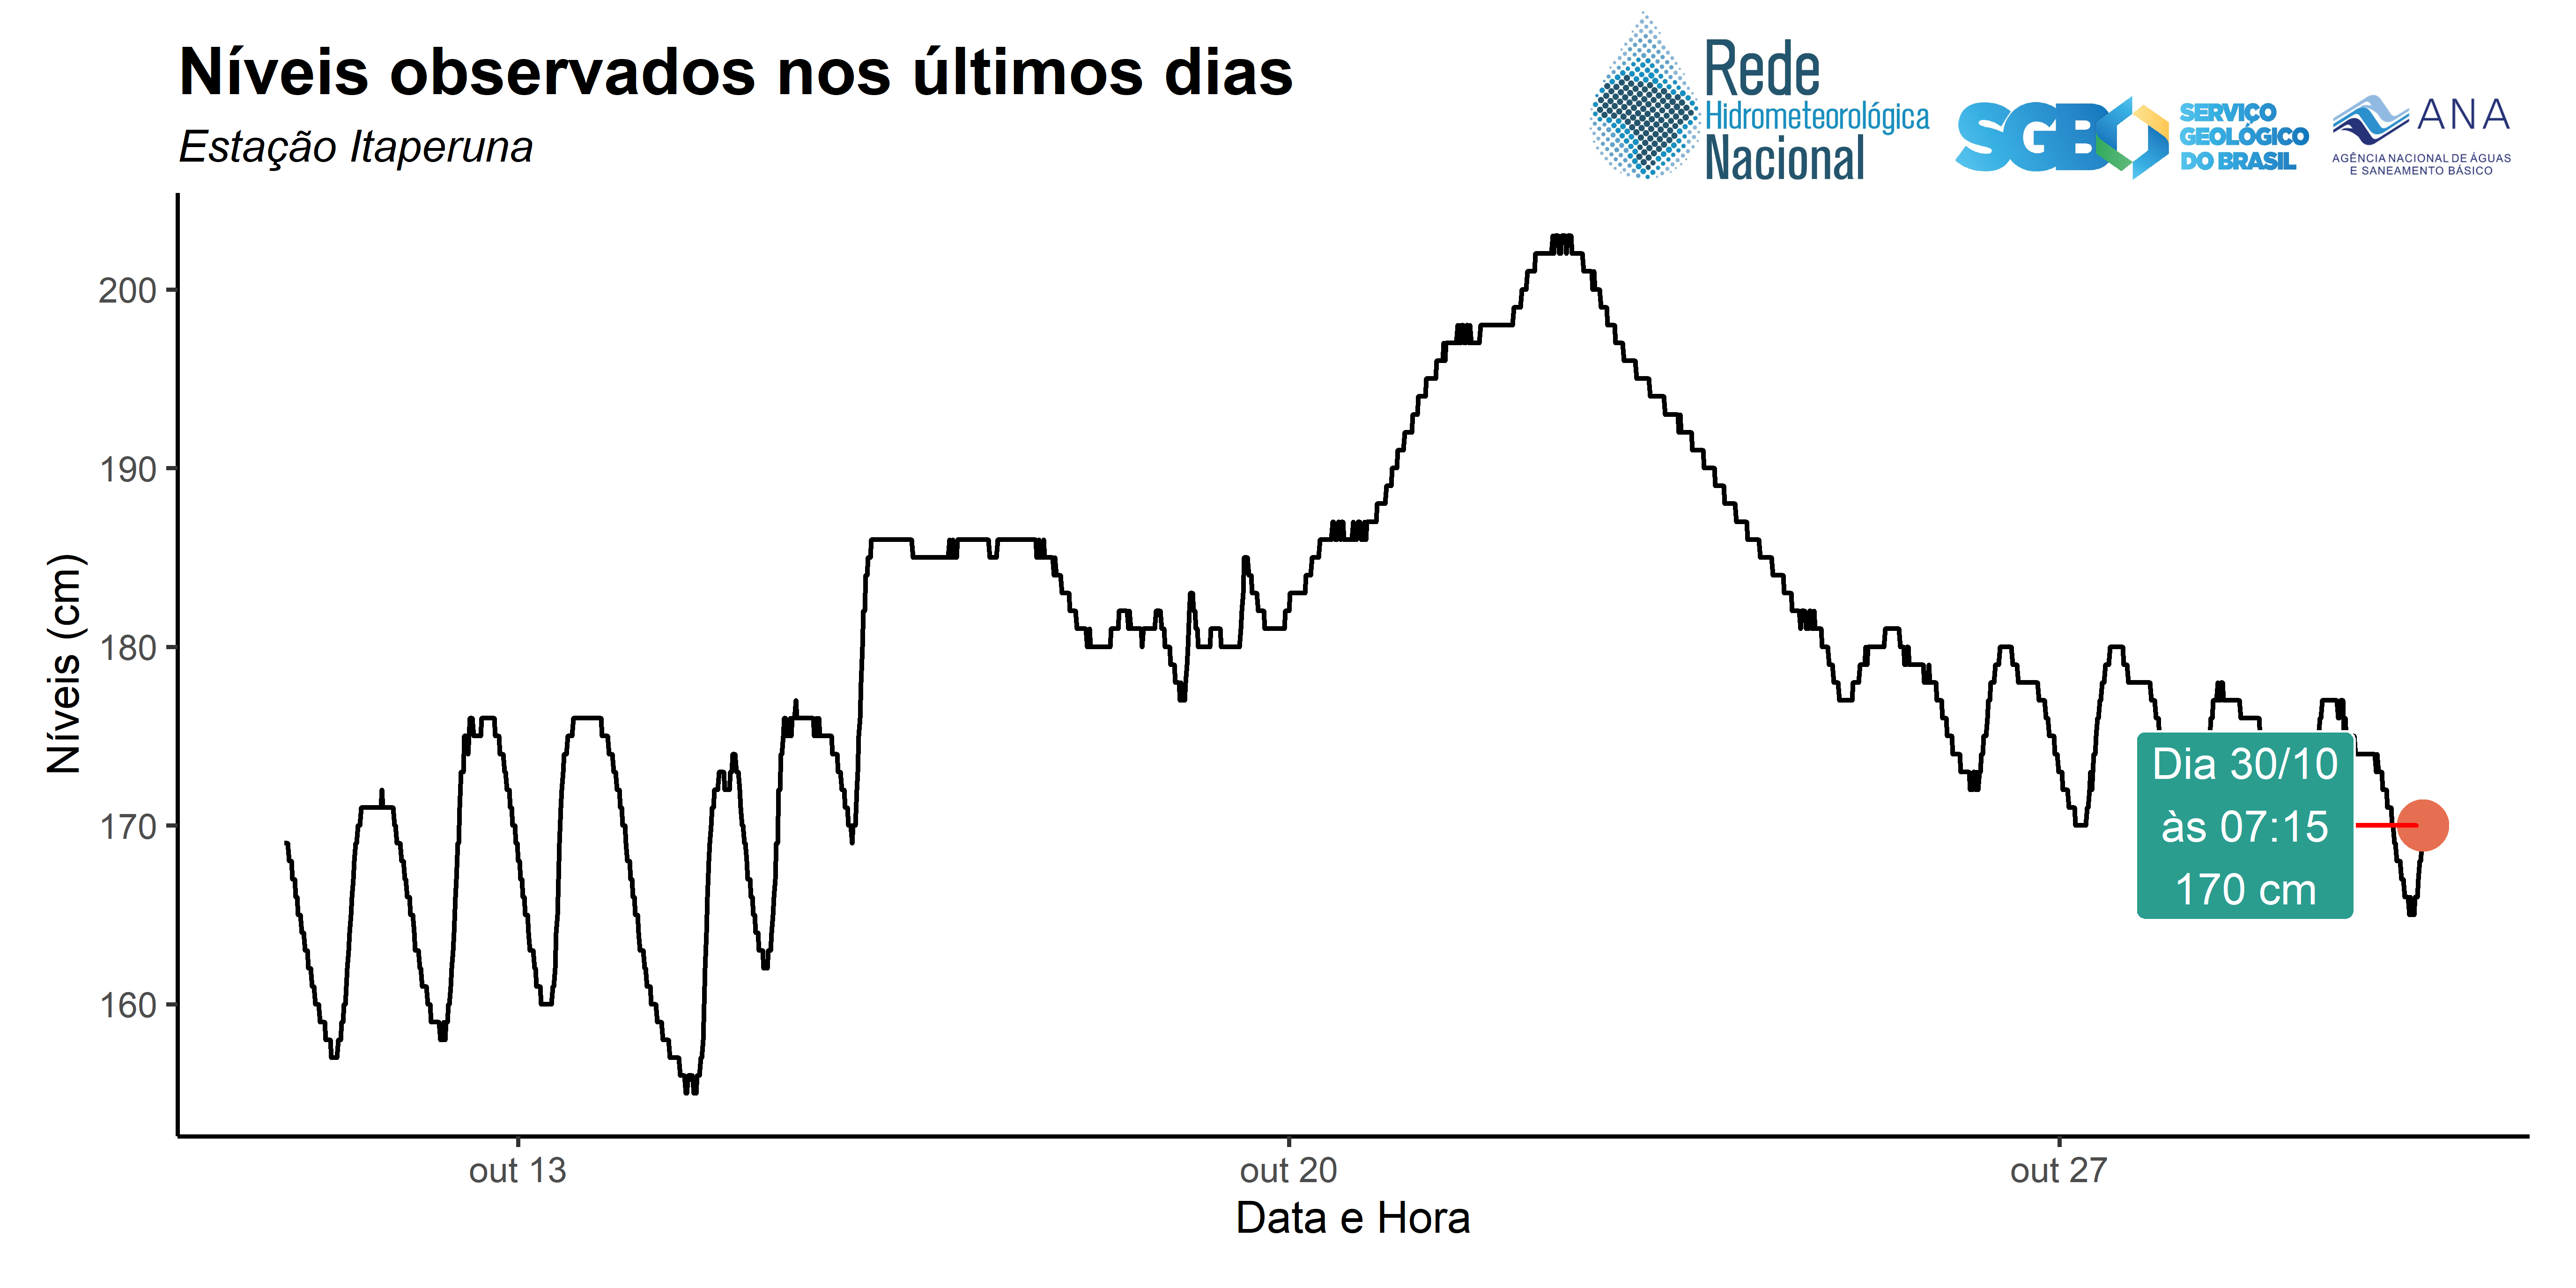 Níveis observados nos últimos dias
Estação Itaperuna
Rede
Hidrometeorológica
Nacional
SGB
SERVIÇO
GEOLÓGICO
DO BRASIL
ANA
AGÊNCIA NACIONAL DE ÁGUAS
E SANEAMENTO BÁSICO
Níveis (cm)
200
190
180
170
160
Dia 30/10
às 07:15
170 cm
out 13
out 20
out 27
Data e Hora